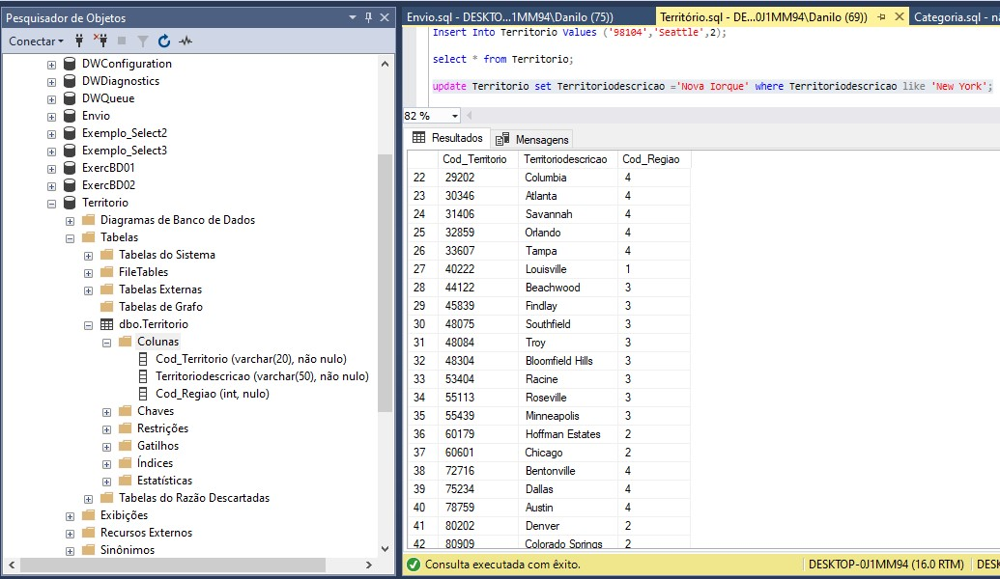 Pesquisador de Objetos
Conectar
DWConfiguration
DWDiagnostics
DWQueue
Envio
Exemplo_Select2
Exemplo_Select3
ExercBD01
ExercBD02
Territorio
Diagramas de Banco de Dados
Tabelas
Tabelas do Sistema
FileTables
Tabelas Externas
Tabelas de Grafo
dbo.Territorio
Colunas
Cod_Territorio (varchar(20), não nulo)
Territoriodescricao (varchar(50), não nulo)
Cod_Regiao (int, nulo)
Chaves
Restrições
Gatilhos
Índices
Estatísticas
Tabelas do Razão Descartadas
Exibições
Recursos Externos
Sinônimos
Envio.sql - DESKTO...1MM94\Danilo (75)) Território.sql - DE...0J1MM94\Danilo (69)) Categoria.sql - na
Insert Into Territorio Values ('98104','Seattle',2);
select * from Territorio;
update Territorio set Territoriodescricao ='Nova Iorque' where Territoriodescricao like 'New York';
82 %
Resultados Mensagens
Cod_Territorio Territoriodescricao Cod_Regiao
22 29202 Columbia 4
23 30346 Atlanta 4
24 31406 Savannah 4
25 32859 Orlando 4
26 33607 Tampa 4
27 40222 Louisville 1
28 44122 Beachwood 3
29 45839 Findlay 3
30 48075 Southfield 3
31 48084 Troy 3
32 48304 Bloomfield Hills 3
33 53404 Racine 3
34 55113 Roseville 3
35 55439 Minneapolis 3
36 60179 Hoffman Estates 2
37 60601 Chicago 2
38 72716 Bentonville 4
39 75234 Dallas 4
40 78759 Austin 4
41 80202 Denver 2
42 80909 Colorado Springs 2
Consulta executada com êxito. DESKTOP-0J1MM94 (16.0 RTM) DESK